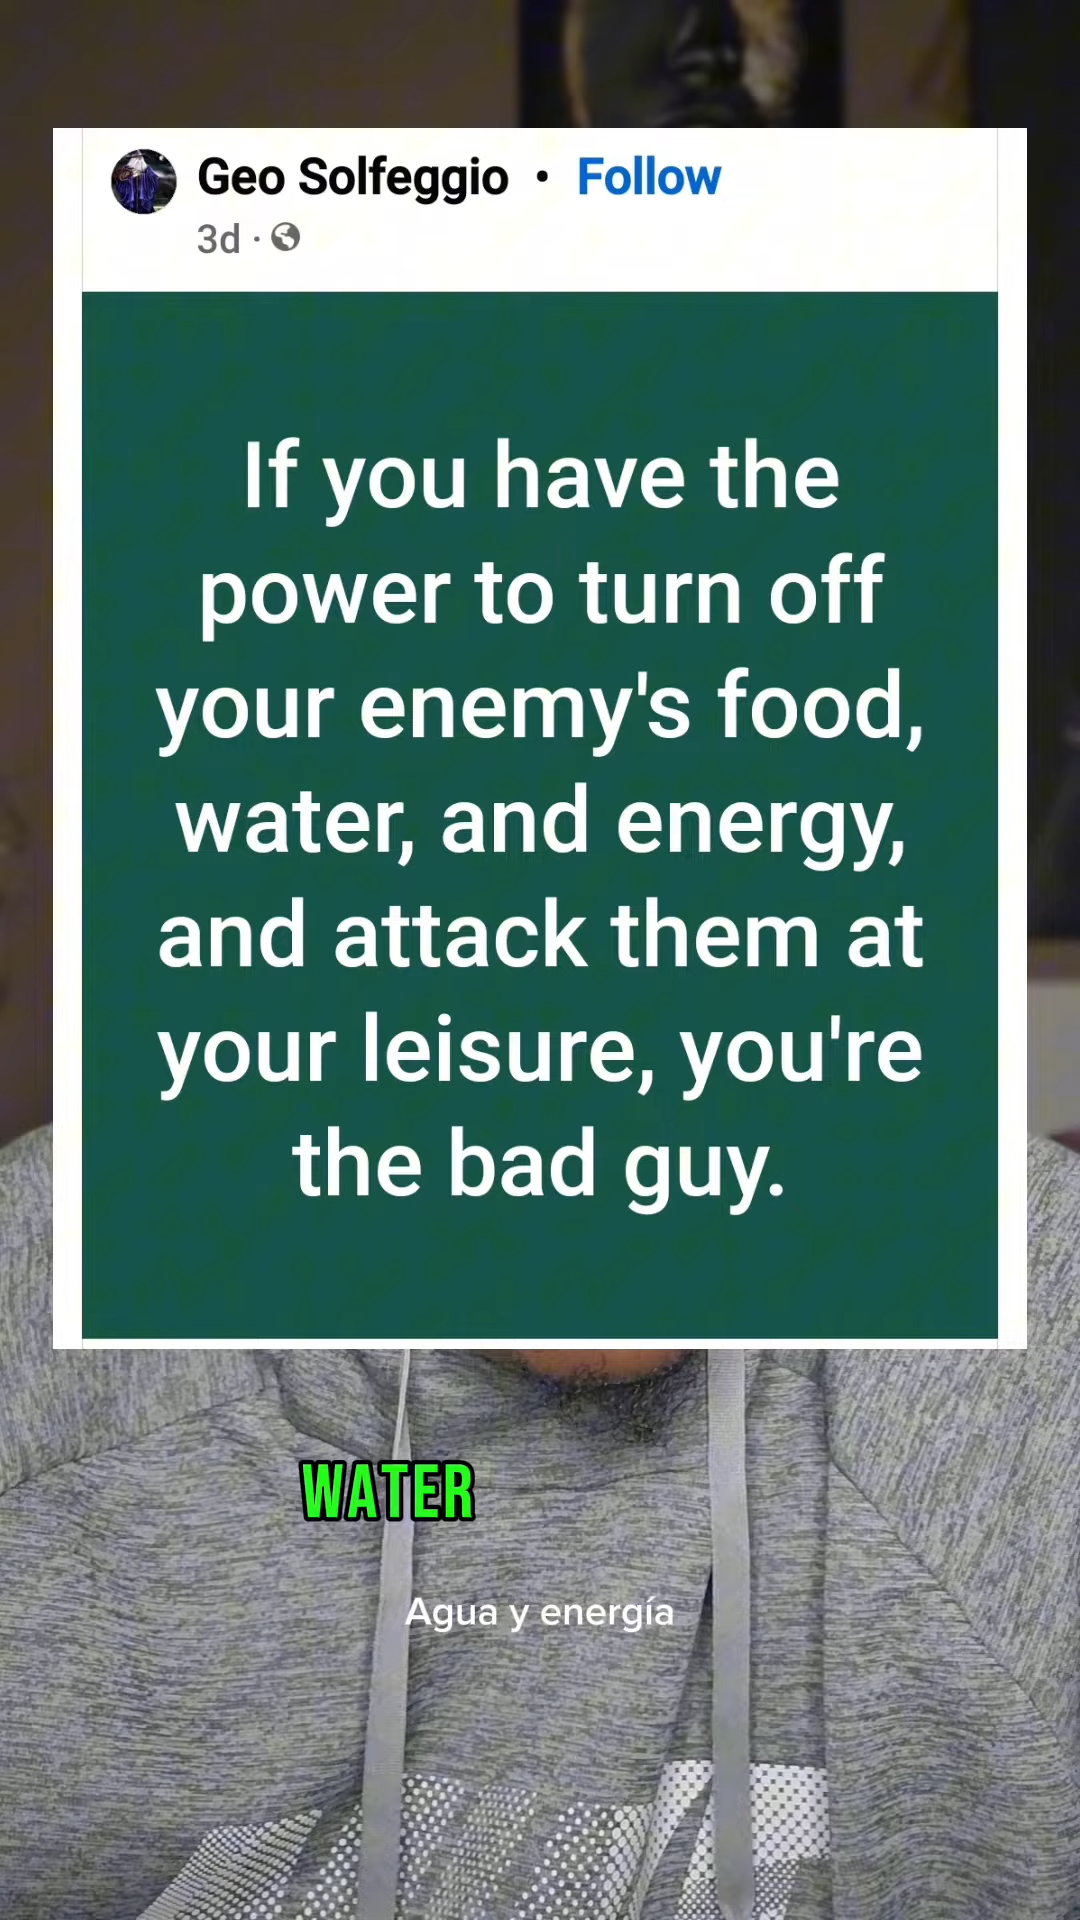 Geo Solfeggio • Follow
3d ·
If you have the
power to turn off
your enemy's food,
water, and energy,
and attack them at
your leisure, you're
the bad guy.
WATER
Agua y energía